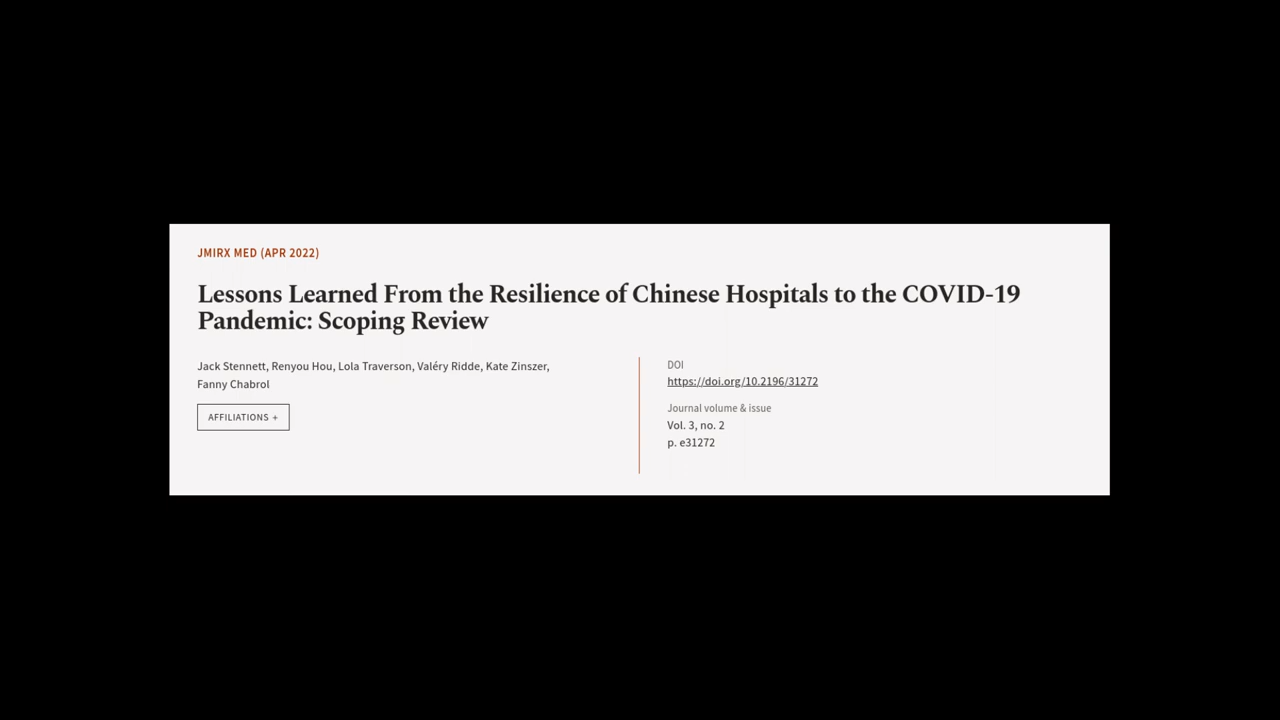 JMIRX MED (APR 2022)
Lessons Learned From the Resilience of Chinese Hospitals to the COVID-19
Pandemic: Scoping Review
Jack Stennett, Renyou Hou, Lola Traverson, Valéry Ridde, Kate Zinszer,
Fanny Chabrol
AFFILIATIONS +
DOI
https://doi.org/10.2196/31272
Journal volume & issue
Vol. 3, no. 2
p. e31272